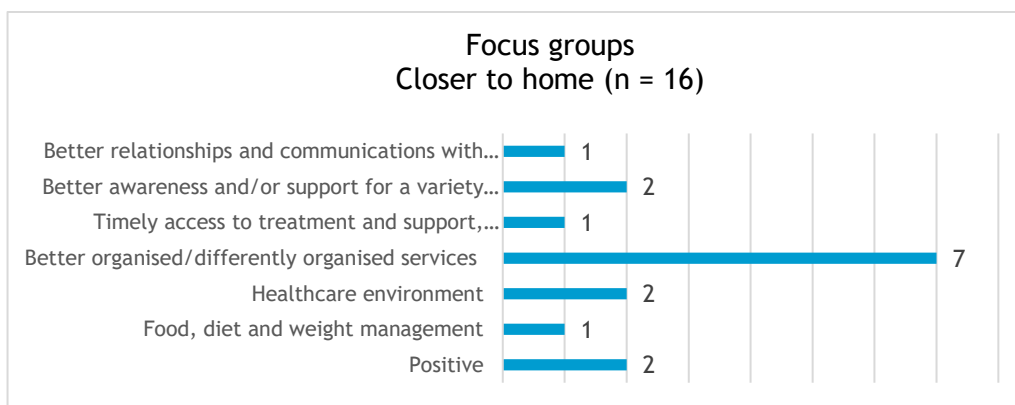 Focus groups
Closer to home (n = 16)
Better relationships and communications with… 1
Better awareness and/or support for a variety… 2
Timely access to treatment and support,… 1
Better organised/differently organised services 7
Healthcare environment 2
Food, diet and weight management 1
Positive 2